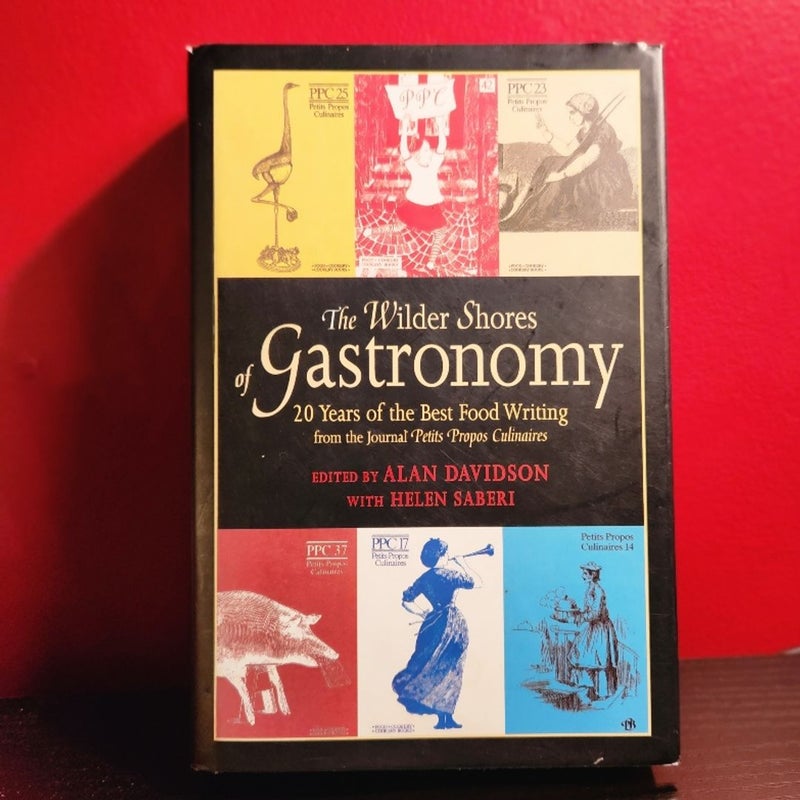 PPC 25
Petits Propos
Culinaires
PPC
42
PPC 23
Petits Propos
Culinaires
The Wilder Shores
of Gastronomy
20 Years of the Best Food Writing
from the Journal Petits Propos Culinaires
EDITED BY ALAN DAVIDSON
WITH HELEN SABERI
PPC 37
Petits Propos
Culinaires
PPC 17
Petits Propos
Culinaires
Petits Propos
Culinaires 14